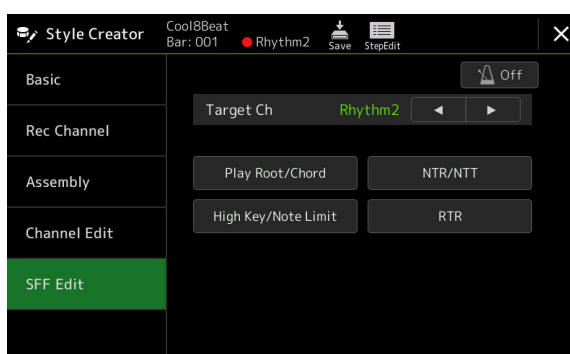 Style Creator
Cool8Beat
Bar: 001 Rhythm2
Save StepEdit
Basic
Off
Target Ch Rhythm2
Rec Channel
Assembly
Play Root/Chord NTR/NTT
Channel Edit
High Key/Note Limit RTR
SFF Edit